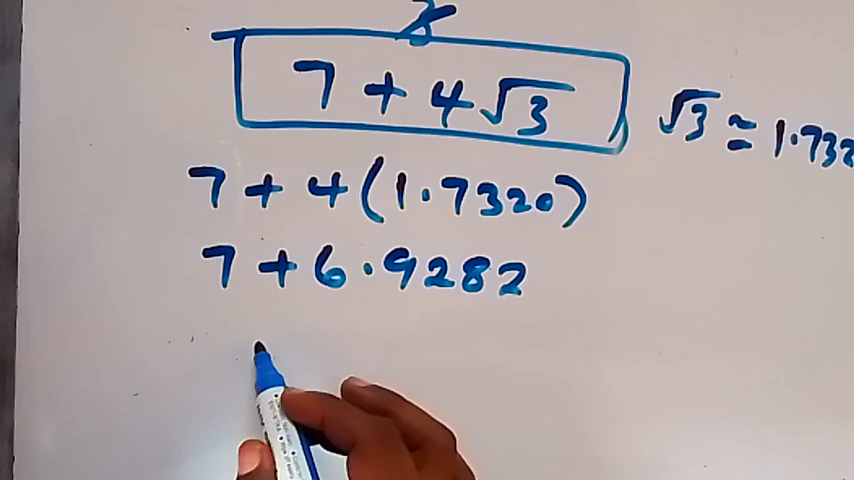 7 + 4√3
√3 ≃ 1.732
7 + 4(1.7320)
7 + 6.9282